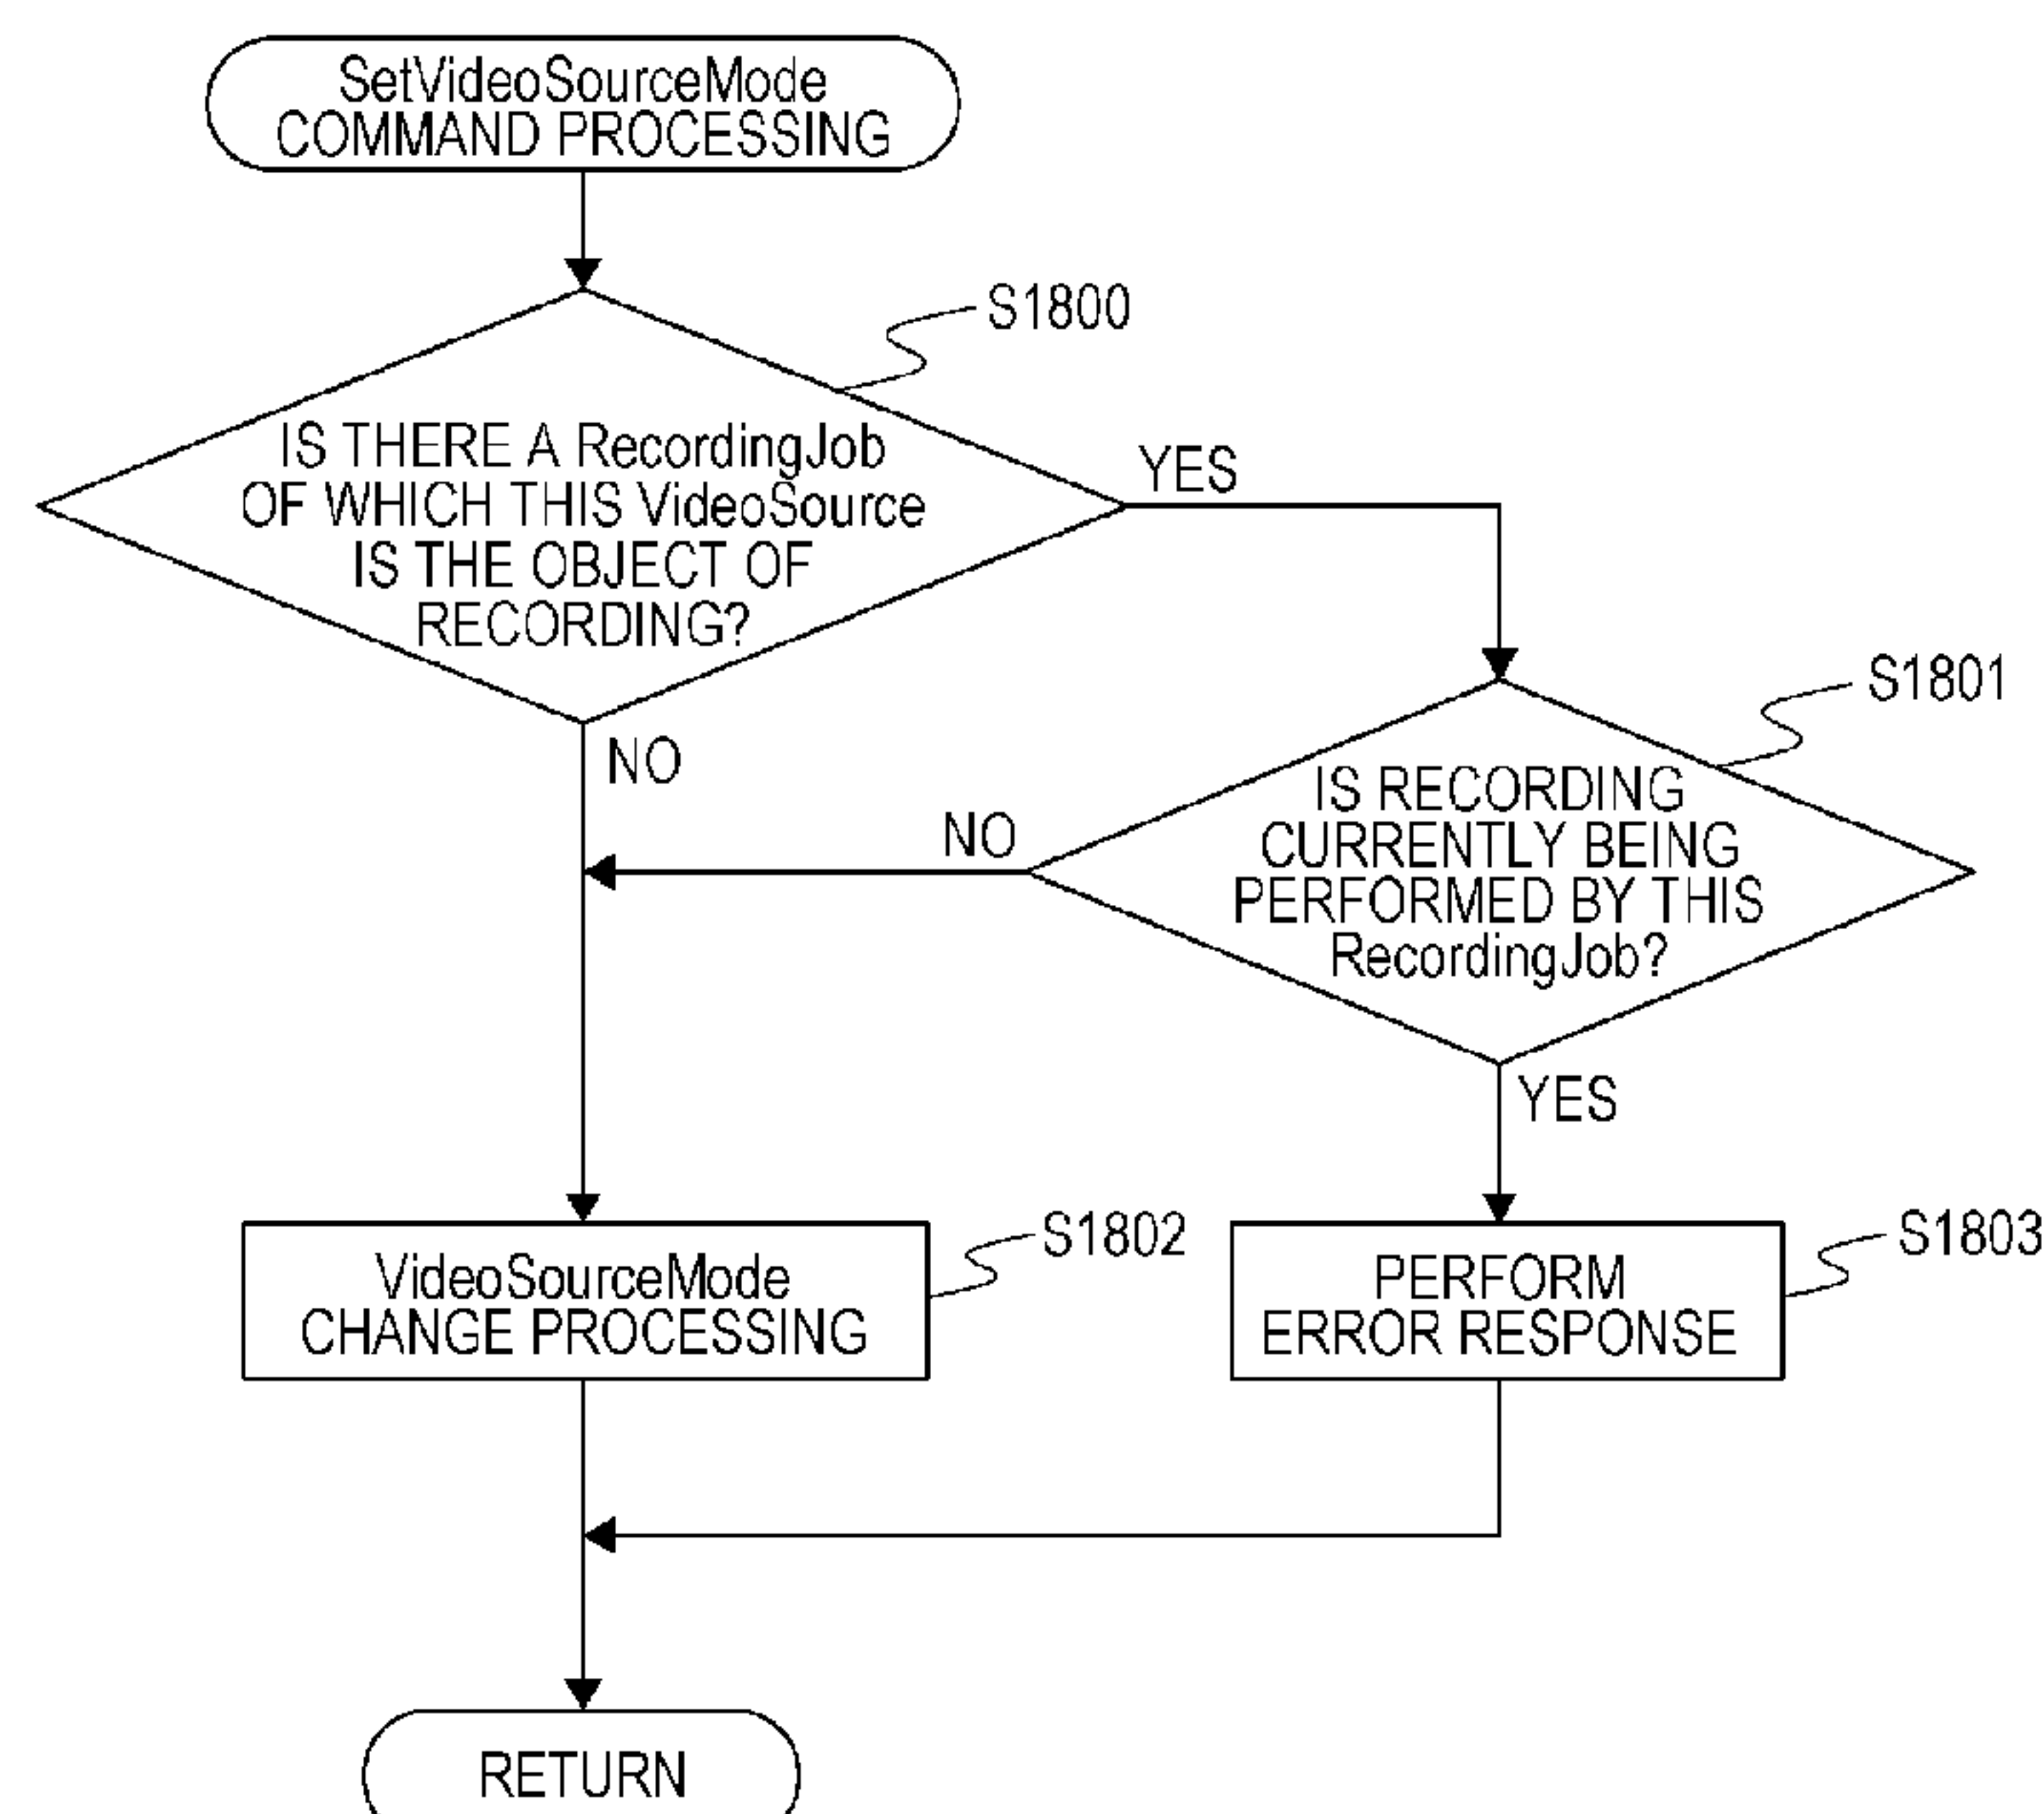 SetVideoSourceMode
COMMAND PROCESSING
S1800
IS THERE A RecordingJob
OF WHICH THIS VideoSource
IS THE OBJECT OF
RECORDING?
YES
NO
S1801
IS RECORDING
CURRENTLY BEING
PERFORMED BY THIS
RecordingJob?
NO
YES
S1802
VideoSourceMode
CHANGE PROCESSING
S1803
PERFORM
ERROR RESPONSE
RETURN